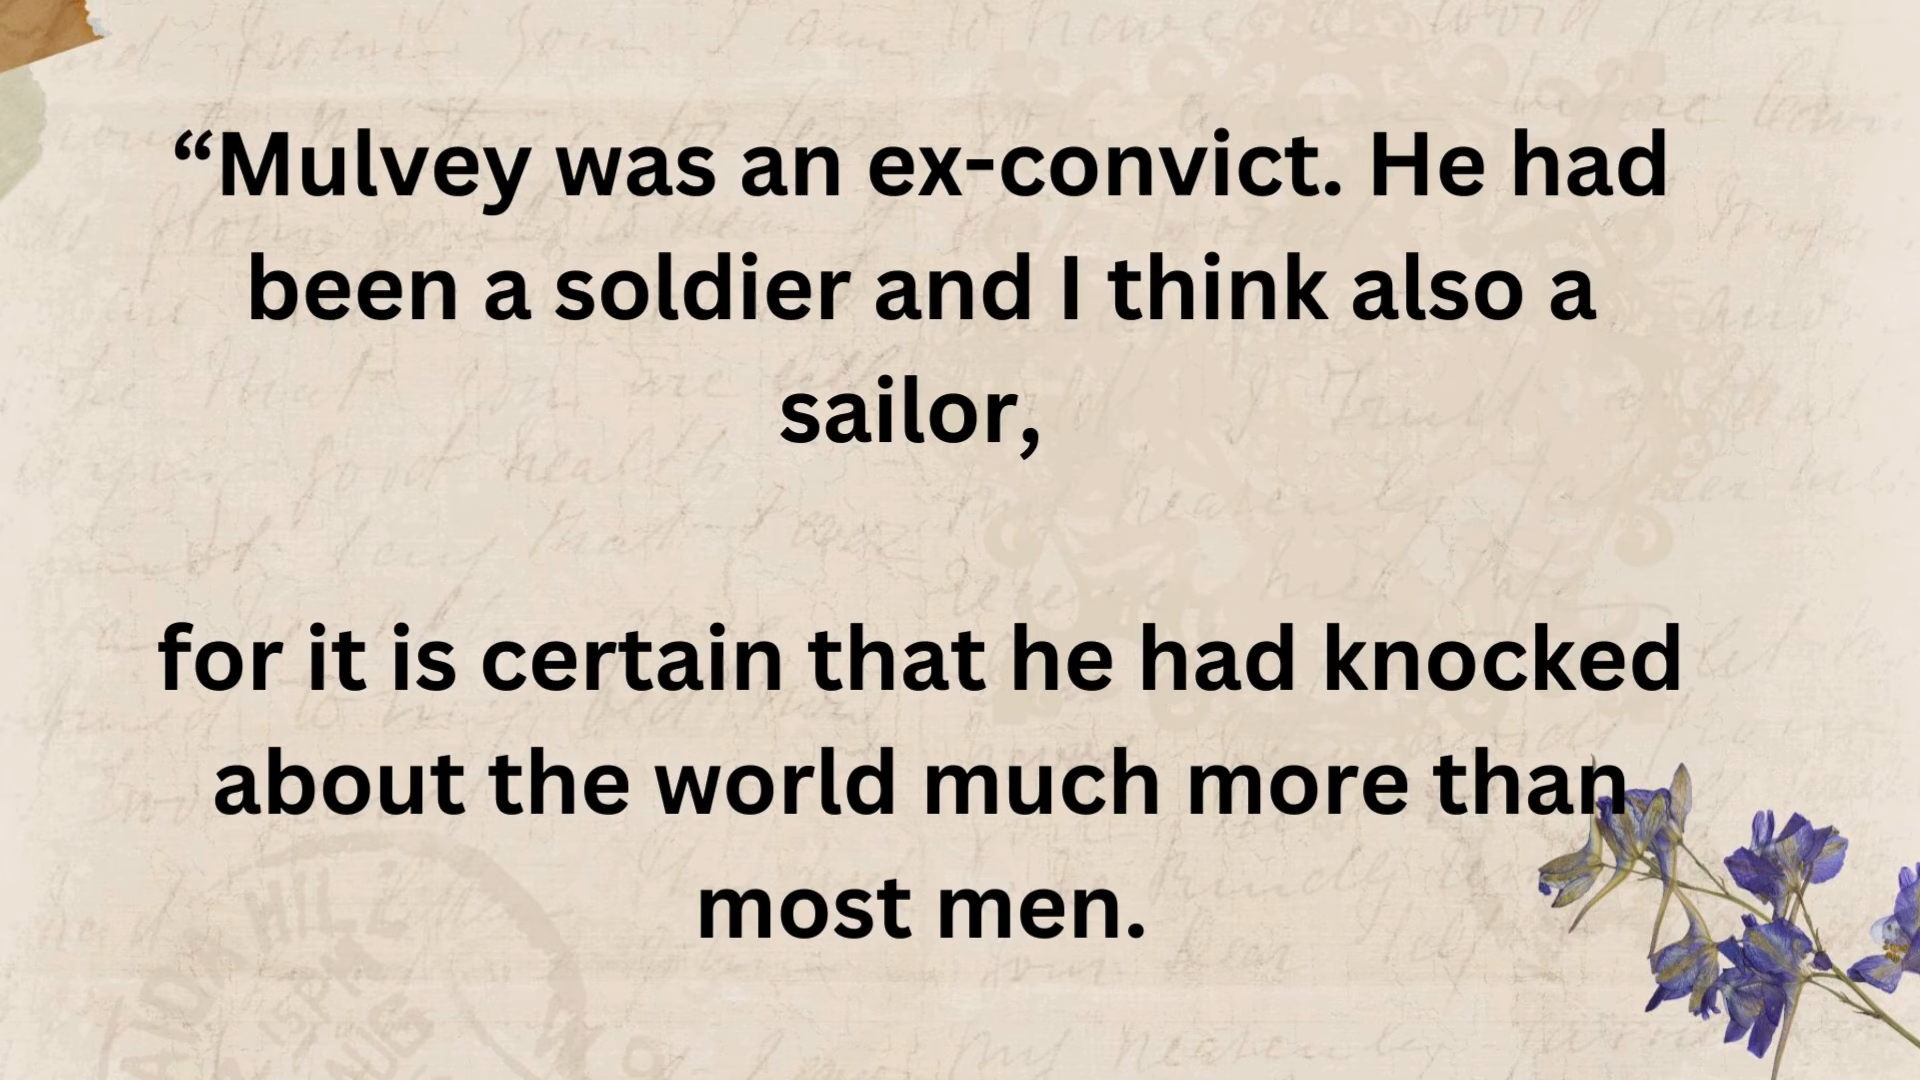 “Mulvey was an ex-convict. He had
been a soldier and I think also a
sailor,
for it is certain that he had knocked
about the world much more than
most men.